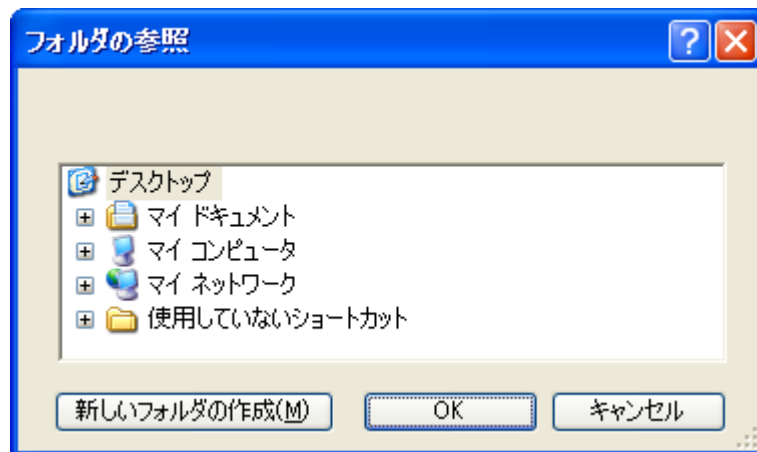 フォルダの参照
デスクトップ
マイ ドキュメント
マイ コンピュータ
マイ ネットワーク
使用していないショートカット
新しいフォルダの作成(M) OK キャンセル